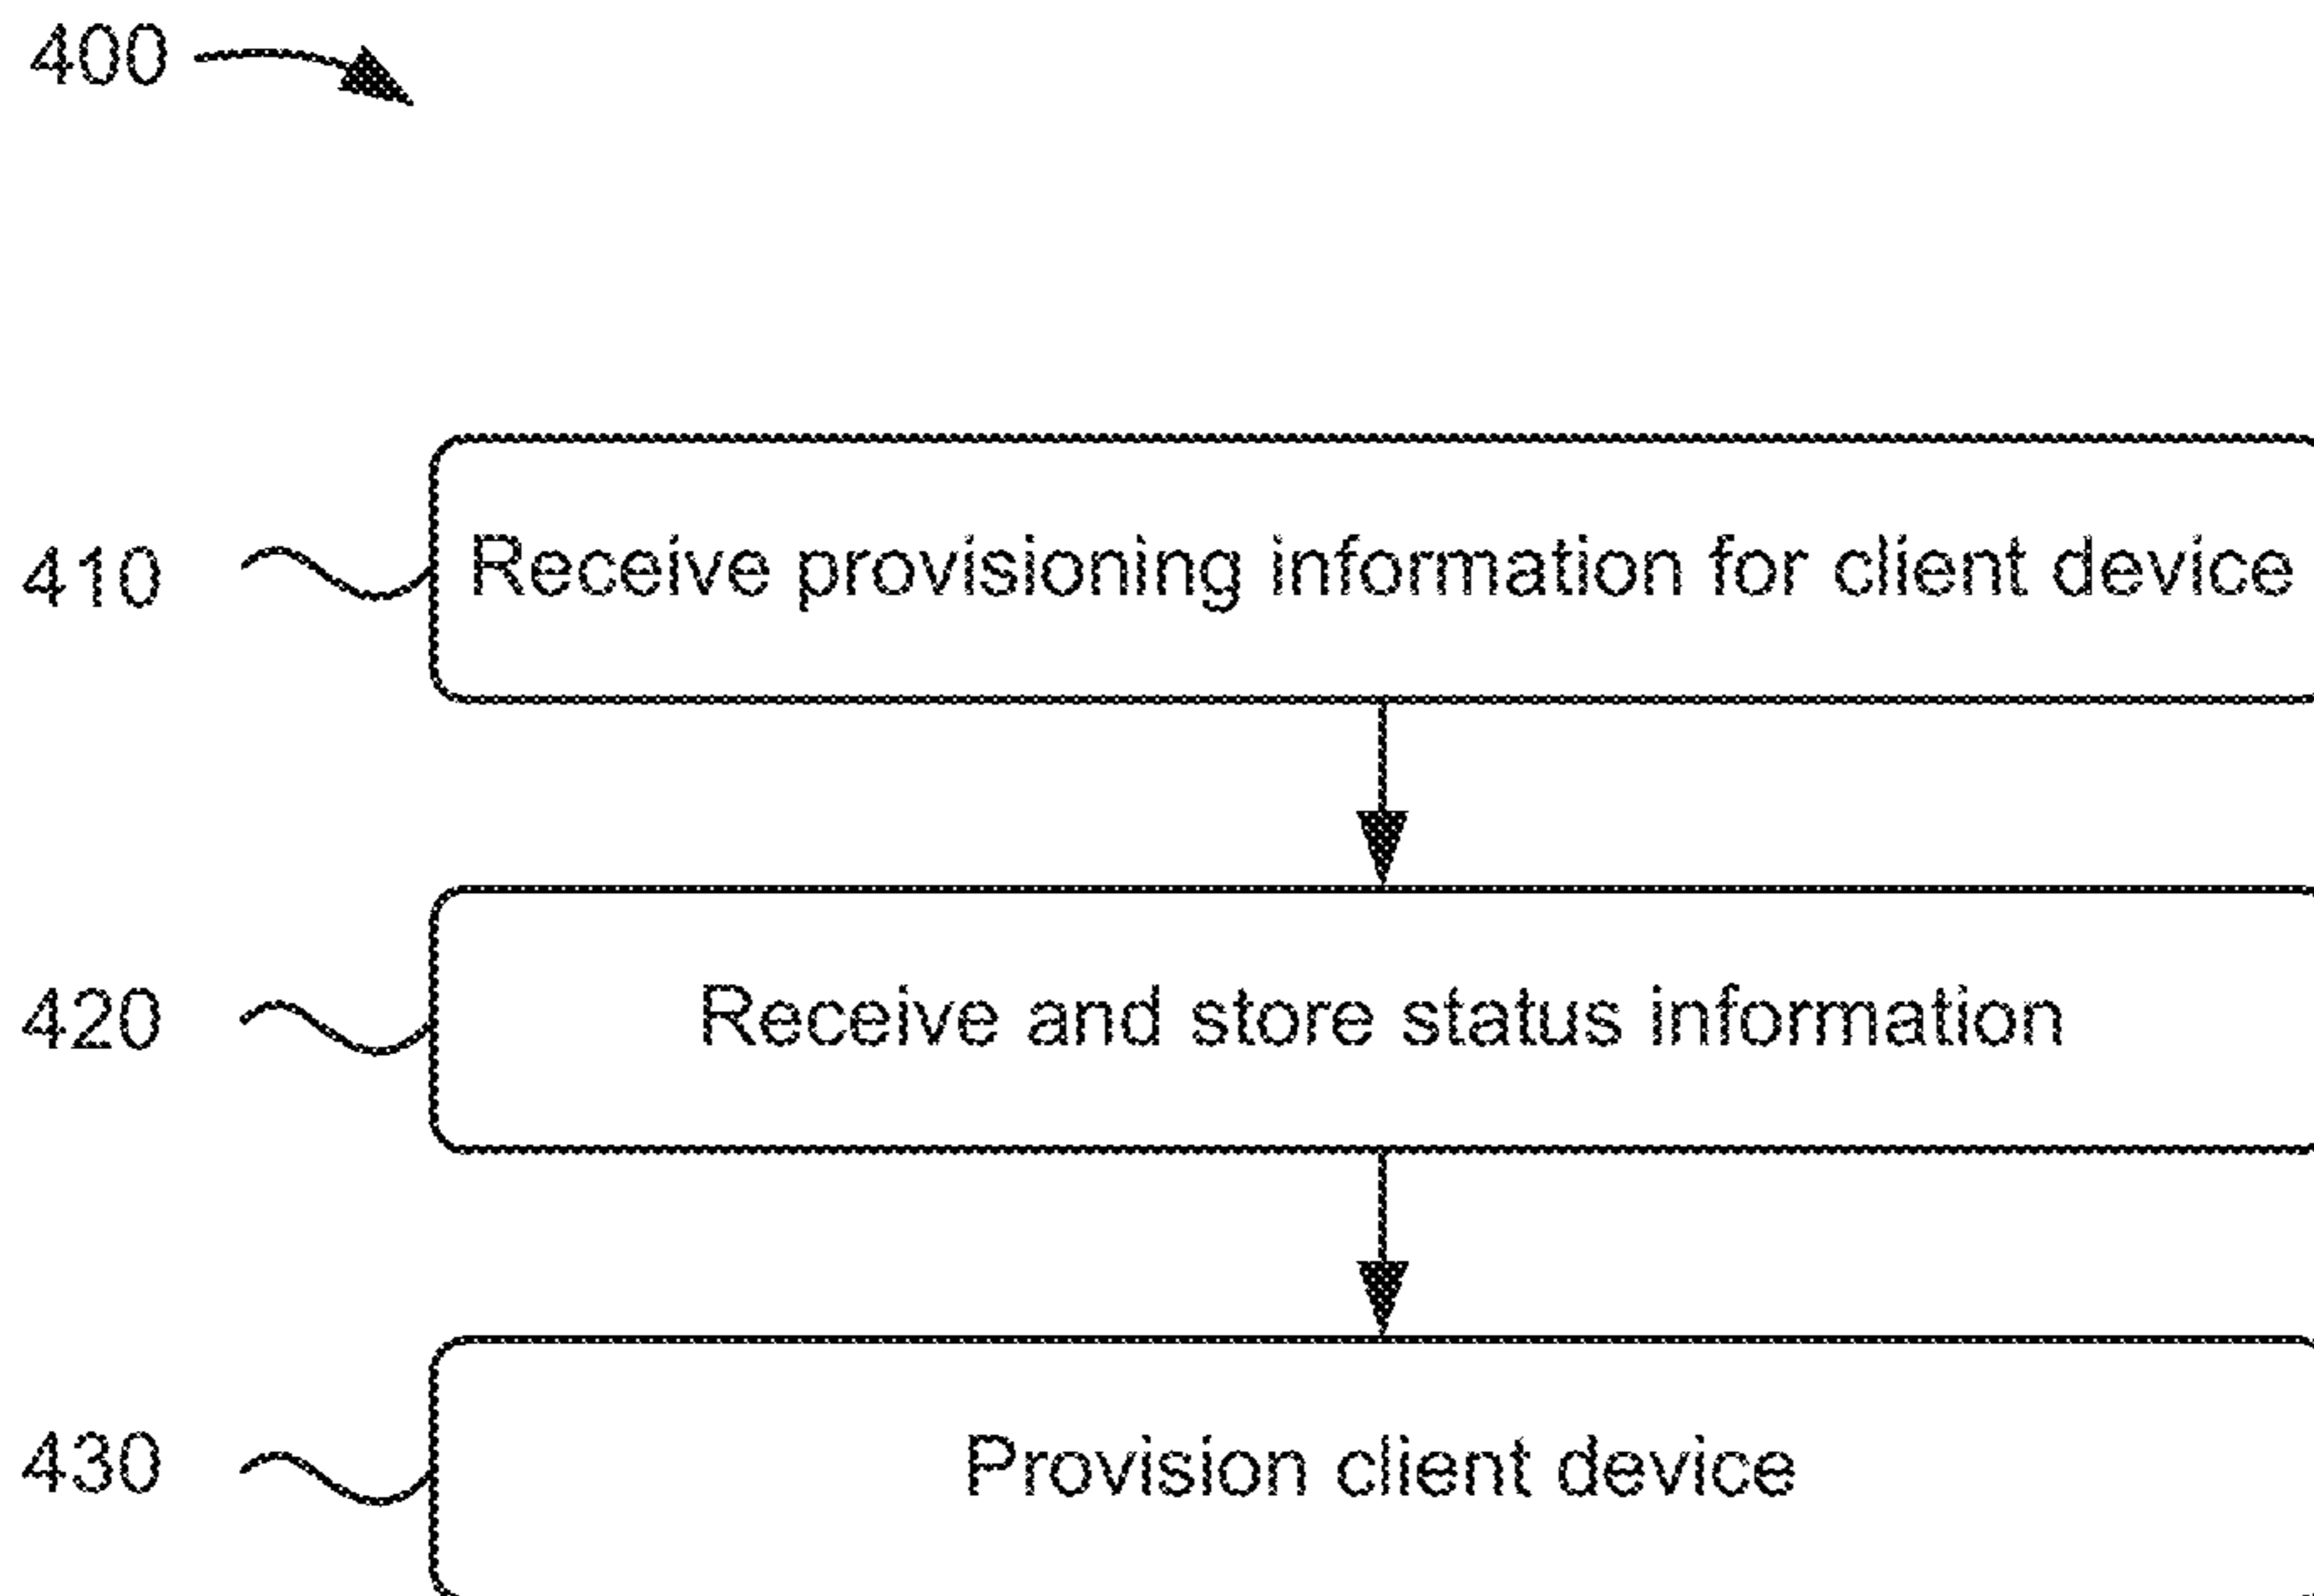 400
410 Receive provisioning information for client device
420 Receive and store status information
430 Provision client device